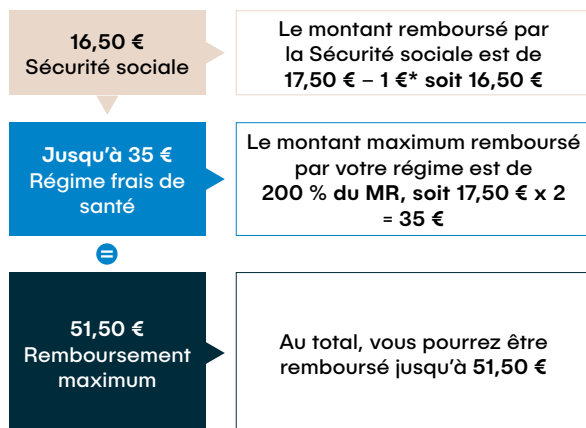 16,50 €
Sécurité sociale
Le montant remboursé par
la Sécurité sociale est de
17,50 € – 1 €* soit 16,50 €
Jusqu'à 35 €
Régime frais de
santé
Le montant maximum remboursé
par votre régime est de
200 % du MR, soit 17,50 € x 2
= 35 €
=
51,50 €
Remboursement
maximum
Au total, vous pourrez être
remboursé jusqu'à 51,50 €